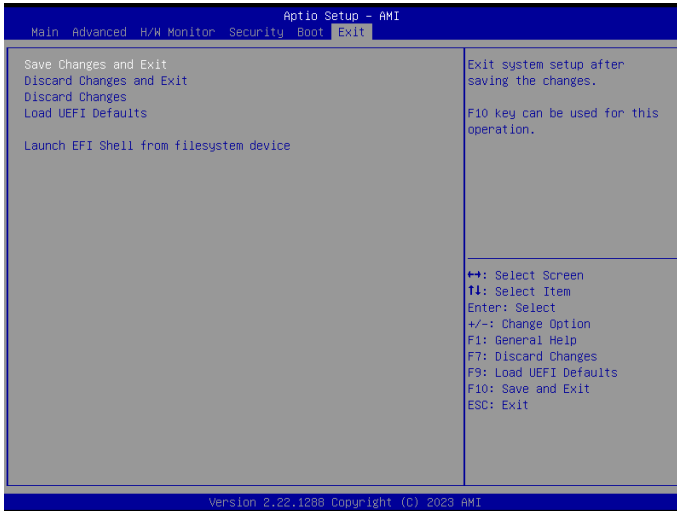 Aptio Setup - AMI
Main Advanced H/W Monitor Security Boot Exit
Save Changes and Exit
Discard Changes and Exit
Discard Changes
Load UEFI Defaults
Launch EFI Shell from filesystem device
Exit system setup after
saving the changes.
F10 key can be used for this
operation.
↔: Select Screen
↑↓: Select Item
Enter: Select
+/-: Change Option
F1: General Help
F7: Discard Changes
F9: Load UEFI Defaults
F10: Save and Exit
ESC: Exit
Version 2.22.1288 Copyright (C) 2023 AMI